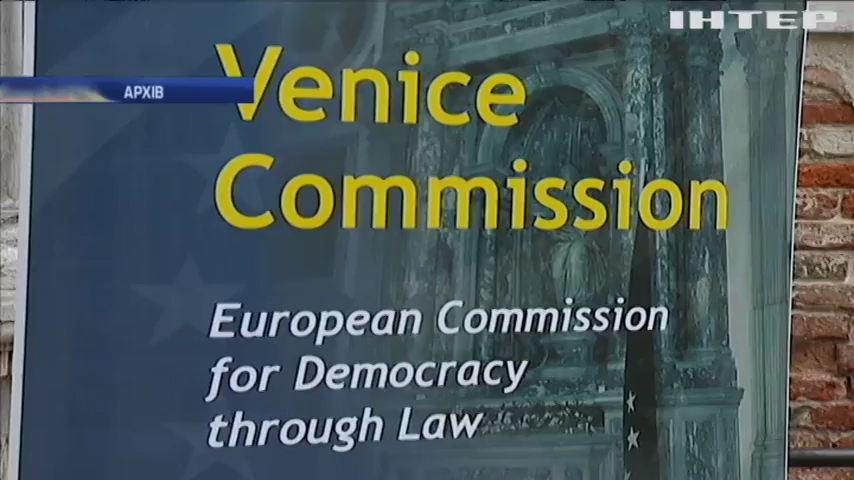 ІНТЕР
АРХІВ
Venice
Commission
European Commission
for Democracy
through Law